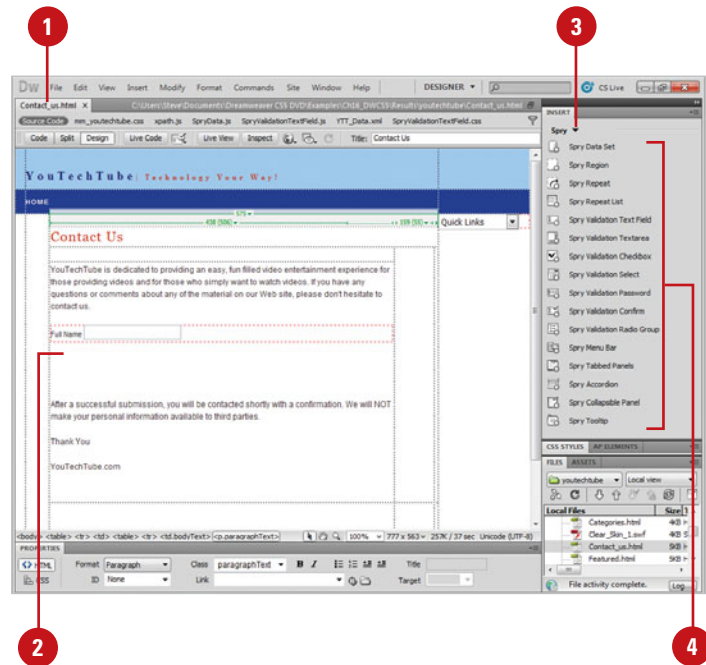 1
3
DW File Edit View Insert Modify Format Commands Site Window Help DESIGNER CS Live
Contact_us.html × C:\Users\Steve\Documents\Dreamweaver CS5 DVD\Examples\Ch16_DWCS5\Results\youtechtube\Contact_us.html
Source Code mm_youtechtube.css xpath.js SpryData.js SpryValidationTextField.js YTT_Data.xml SpryValidationTextField.css
Code Split Design Live Code Live View Inspect Title: Contact Us
YouTechTube: Technology Your Way!
HOME
575
438 (506) 109 (59)
Quick Links
Contact Us
YouTechTube is dedicated to providing an easy, fun filled video entertainment experience for
those providing videos and for those who simply want to watch videos. If you have any
questions or comments about any of the material on our Web site, please don't hesitate to
contact us.
Full Name
After a successful submission, you will be contacted shortly with a confirmation. We will NOT
make your personal information available to third parties.
Thank You
YouTechTube.com
<body> <table> <tr> <td> <table> <tr> <td.bodyText> <p.paragraphText> 100% 777 x 563 257K / 37 sec Unicode (UTF-8)
PROPERTIES
<> HTML Format Paragraph Class paragraphText B I Title
CSS ID None Link Target
INSERT
Spry
Spry Data Set
Spry Region
Spry Repeat
Spry Repeat List
Spry Validation Text Field
Spry Validation Textarea
Spry Validation Checkbox
Spry Validation Select
Spry Validation Password
Spry Validation Confirm
Spry Validation Radio Group
Spry Menu Bar
Spry Tabbed Panels
Spry Accordion
Spry Collapsible Panel
Spry Tooltip
CSS STYLES AP ELEMENTS
FILES ASSETS
youtechtube Local view
Local Files Size
Categories.html 4KB
Clear_Skin_1.swf 4KB
Contact_us.html 5KB
Featured.html 5KB
File activity complete. Log...
2
4